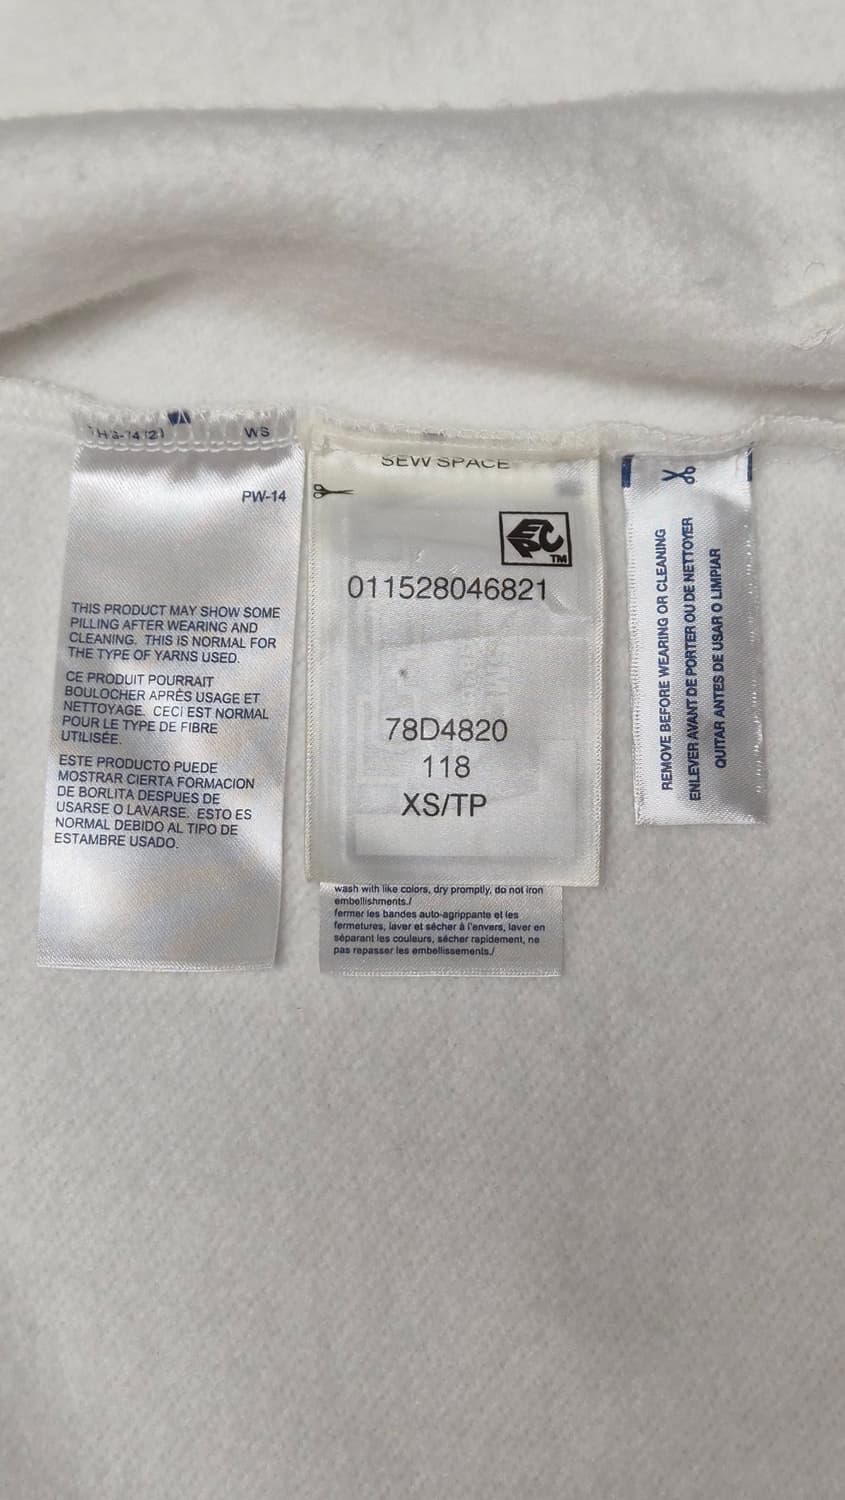 WS
PW-14
THIS PRODUCT MAY SHOW SOME
PILLING AFTER WEARING AND
CLEANING. THIS IS NORMAL FOR
THE TYPE OF YARNS USED.
CE PRODUIT POURRAIT
BOULOCHER APRÈS USAGE ET
NETTOYAGE. CECI EST NORMAL
POUR LE TYPE DE FIBRE
UTILISÉE.
ESTE PRODUCTO PUEDE
MOSTRAR CIERTA FORMACION
DE BORLITA DESPUES DE
USARSE O LAVARSE. ESTO ES
NORMAL DEBIDO AL TIPO DE
ESTAMBRE USADO.
SEW SPACE
EPC TM
011528046821
78D4820
118
XS/TP
wash with like colors, dry promptly, do not iron
embellishments./
fermer les bandes auto-agrippante et les
fermetures, laver et sécher à l'envers, laver en
séparant les couleurs, sécher rapidement, ne
pas repasser les embellissements./
REMOVE BEFORE WEARING OR CLEANING
ENLEVER AVANT DE PORTER OU DE NETTOYER
QUITAR ANTES DE USAR O LIMPIAR